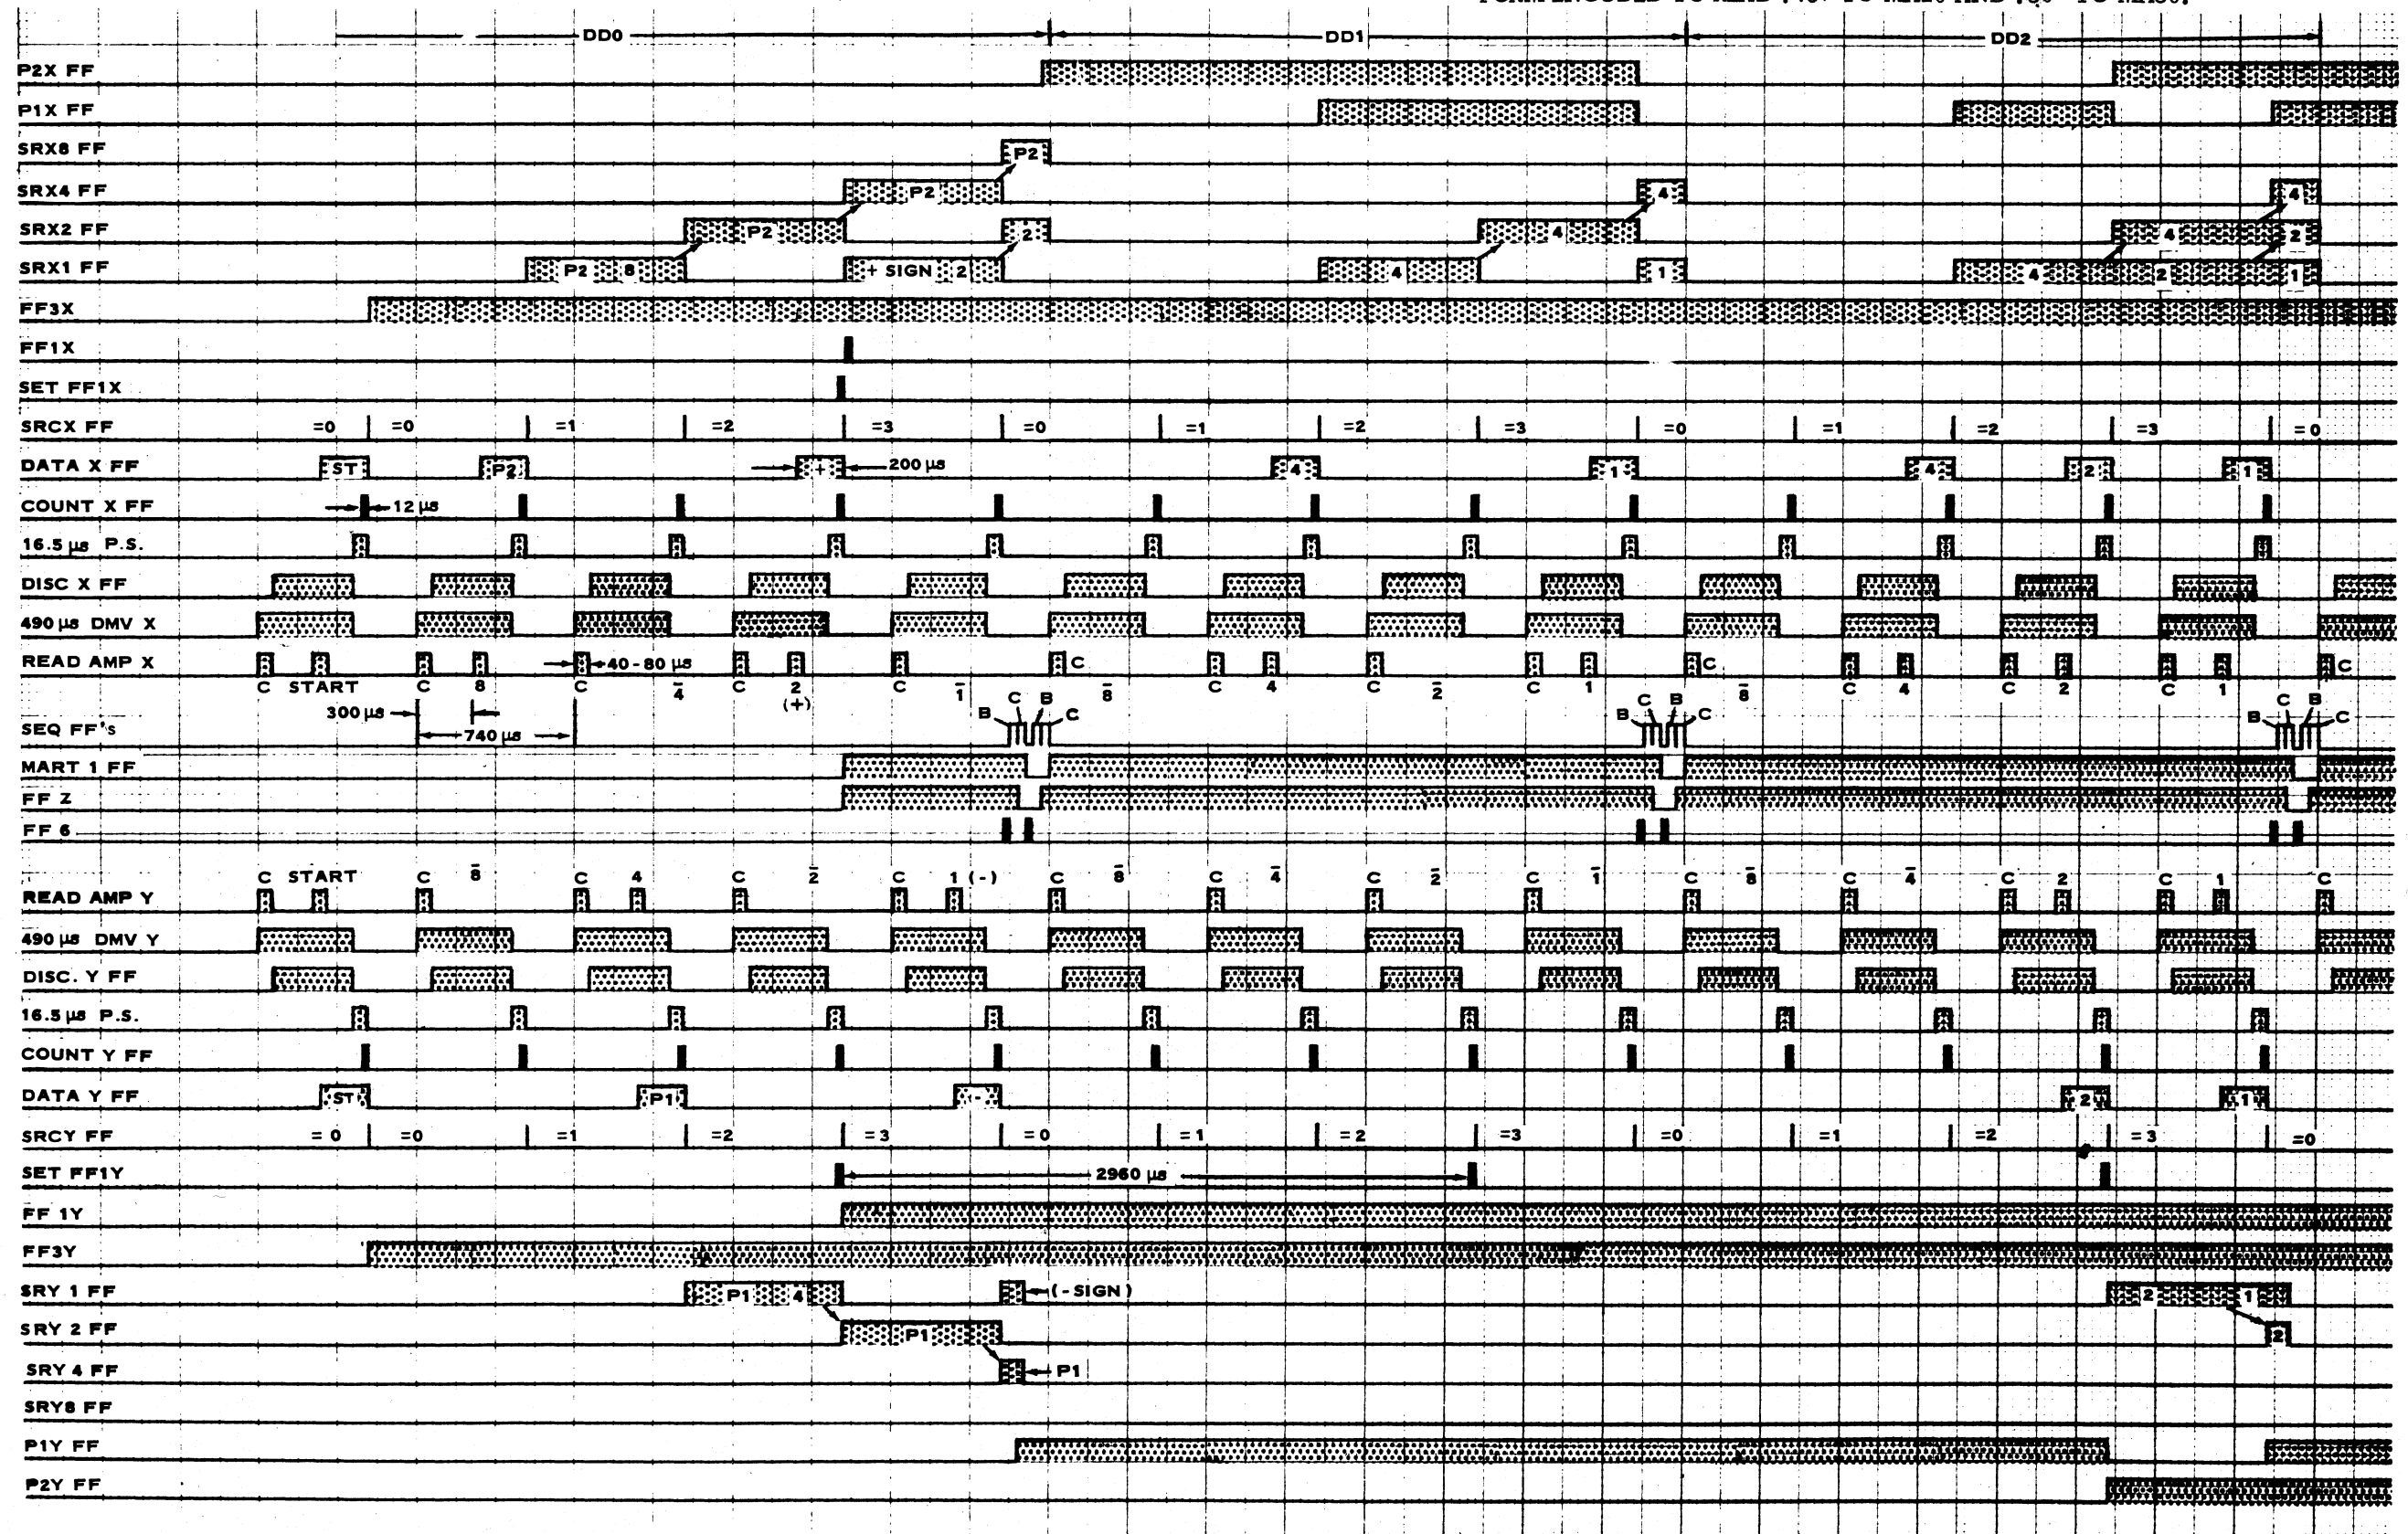 DD0 DD1 DD2
P2X FF
P1X FF
SRX8 FF P2
SRX4 FF P2 4 4
SRX2 FF P2 2 4 4 2
SRX1 FF P2 8 + SIGN 2 4 1 4 2 1
FF3X
FF1X
SET FF1X
SRCX FF =0 =0 =1 =2 =3 =0 =1 =2 =3 =0 =1 =2 =3 =0
DATA X FF ST P2 + 200 µs 4 1 4 2 1
COUNT X FF 12 µs
16.5 µs P.S.
DISC X FF
490 µs DMV X
READ AMP X 40-80 µs C C C
C START C 8 C 4̄ C 2 C 1̄ 8̄ C 4 C 2̄ C 1 8̄ C 4 C 2 C 1
(+)
300 µs
C B C B C B
B C B C B C
SEQ FF's 740 µs
MART 1 FF
FF Z
FF 6
C START C 8̄ C 4 C 2̄ C 1 (-) C 8̄ C 4̄ C 2̄ C 1̄ C 8̄ C 4̄ C 2 C 1 C
READ AMP Y
490 µs DMV Y
DISC. Y FF
16.5 µs P.S.
COUNT Y FF
DATA Y FF ST P1 - 2 1
SRCY FF =0 =0 =1 =2 =3 =0 =1 =2 =3 =0 =1 =2 =3 =0
SET FF1Y 2960 µs
FF 1Y
FF3Y
SRY 1 FF P1 4 (-SIGN) 2 1
SRY 2 FF P1 2
SRY 4 FF P1
SRY8 FF
P1Y FF
P2Y FF